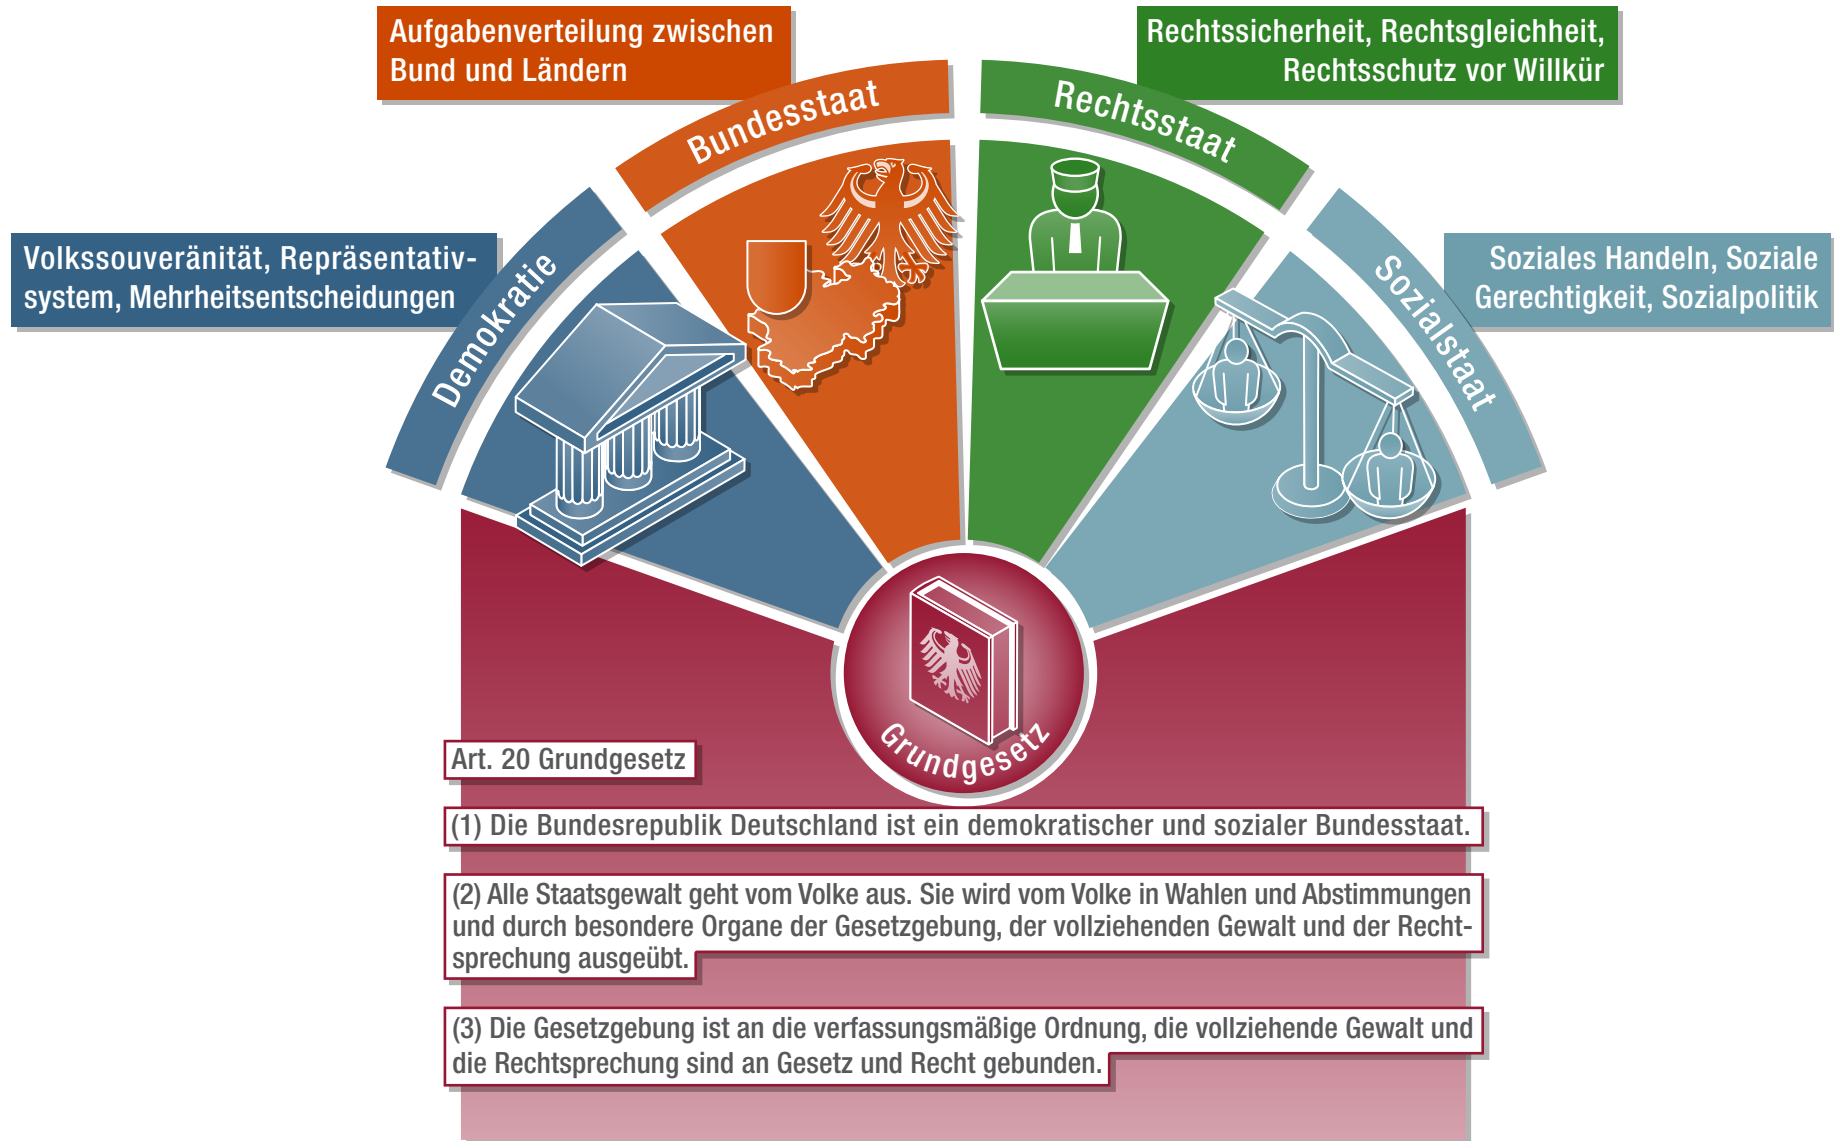 Aufgabenverteilung zwischen
Bund und Ländern
Rechtssicherheit, Rechtsgleichheit,
Rechtsschutz vor Willkür
Bundesstaat
Rechtsstaat
Volkssouveränität, Repräsentativ-
system, Mehrheitsentscheidungen
Demokratie
Sozialstaat
Soziales Handeln, Soziale
Gerechtigkeit, Sozialpolitik
Grundgesetz
Art. 20 Grundgesetz
(1) Die Bundesrepublik Deutschland ist ein demokratischer und sozialer Bundesstaat.
(2) Alle Staatsgewalt geht vom Volke aus. Sie wird vom Volke in Wahlen und Abstimmungen
und durch besondere Organe der Gesetzgebung, der vollziehenden Gewalt und der Recht-
sprechung ausgeübt.
(3) Die Gesetzgebung ist an die verfassungsmäßige Ordnung, die vollziehende Gewalt und
die Rechtsprechung sind an Gesetz und Recht gebunden.